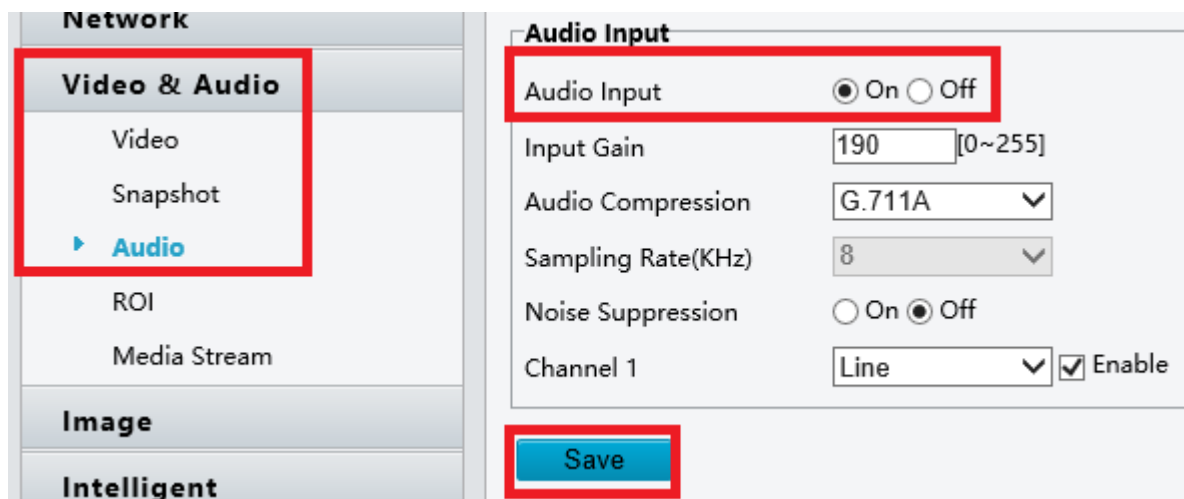 Network
Video & Audio
Video
Snapshot
Audio
ROI
Media Stream
Image
Intelligent
Audio Input
Audio Input On Off
Input Gain 190 [0~255]
Audio Compression G.711A
Sampling Rate(KHz) 8
Noise Suppression On Off
Channel 1 Line Enable
Save